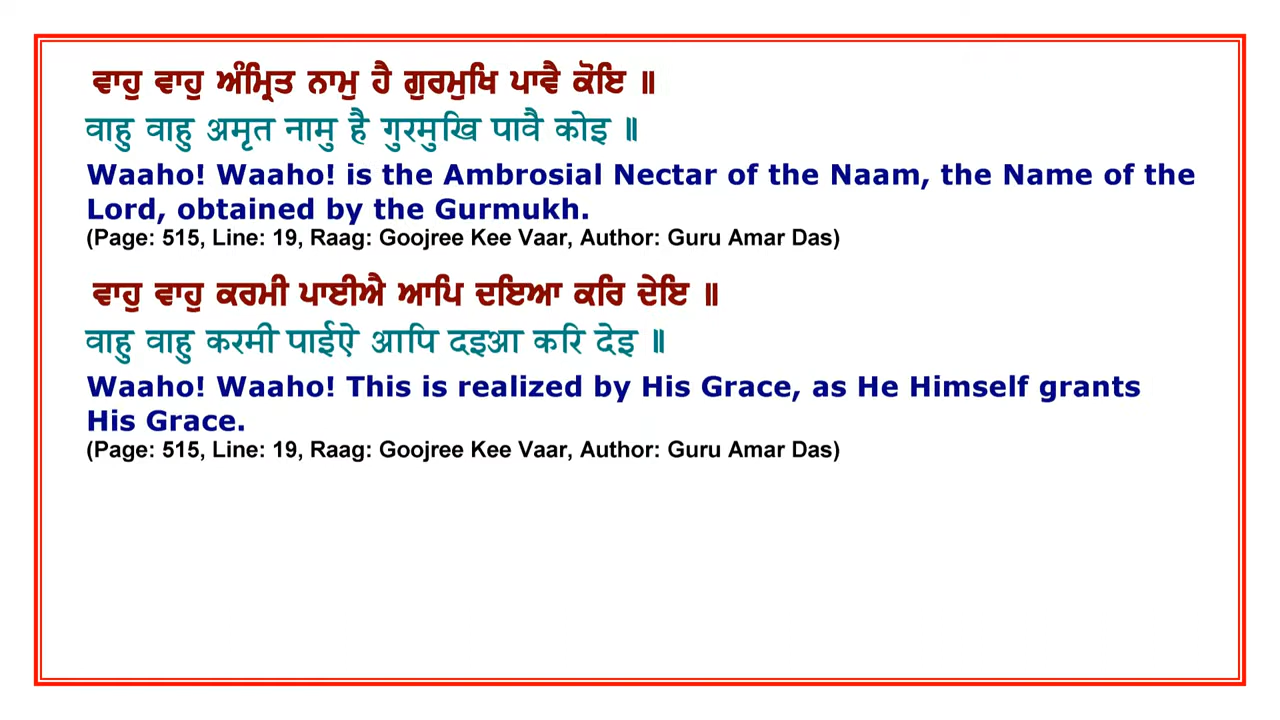 ਵਾਹੁ ਵਾਹੁ ਅੰਮ੍ਰਿਤ ਨਾਮੁ ਹੈ ਗੁਰਮੁਖਿ ਪਾਵੈ ਕੋਇ ॥
वाहु वाहु अमृत नामु है गुरमुखि पावै कोइ ॥
Waaho! Waaho! is the Ambrosial Nectar of the Naam, the Name of the
Lord, obtained by the Gurmukh.
(Page: 515, Line: 19, Raag: Goojree Kee Vaar, Author: Guru Amar Das)
ਵਾਹੁ ਵਾਹੁ ਕਰਮੀ ਪਾਈਐ ਆਪਿ ਦਇਆ ਕਰਿ ਦੇਇ ॥
वाहु वाहु करमी पाईऐ आपि दइआ करि देइ ॥
Waaho! Waaho! This is realized by His Grace, as He Himself grants
His Grace.
(Page: 515, Line: 19, Raag: Goojree Kee Vaar, Author: Guru Amar Das)